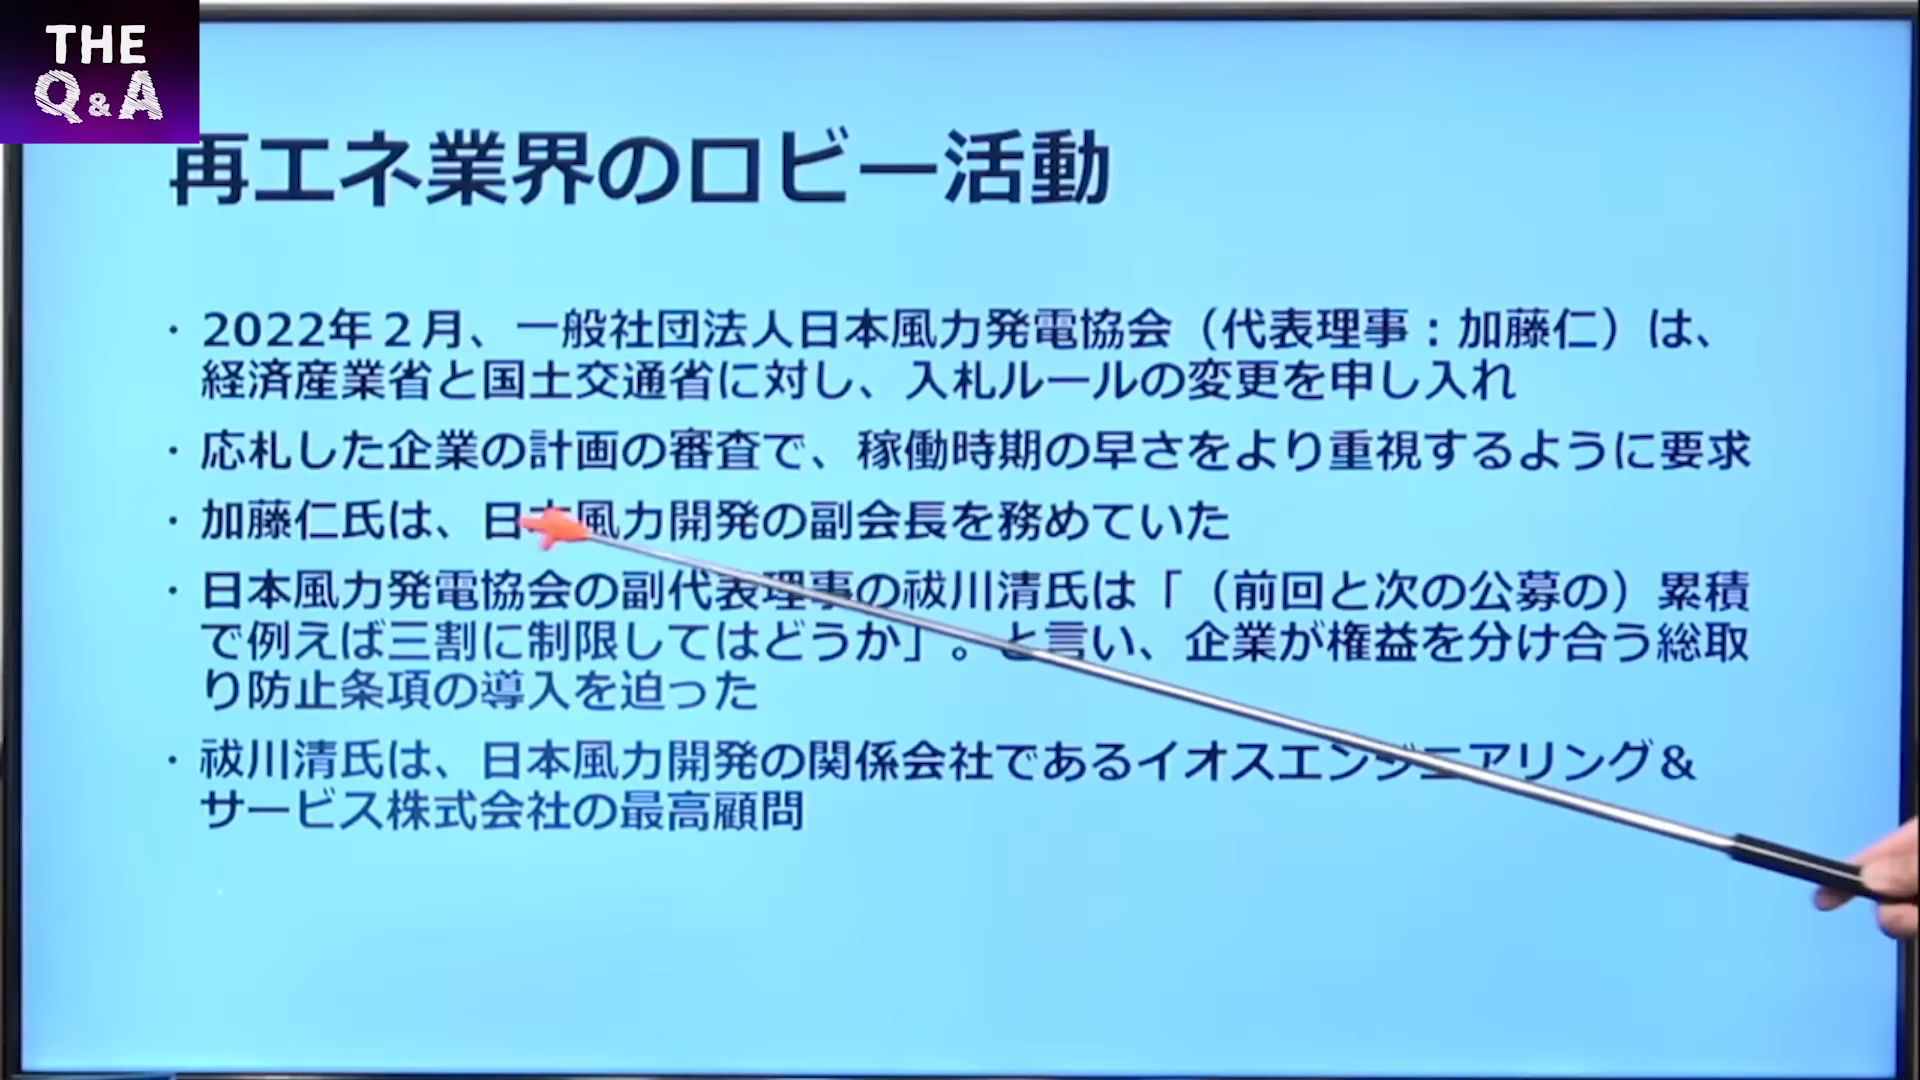 THE
Q&A
再エネ業界のロビー活動
・2022年２月、一般社団法人日本風力発電協会（代表理事：加藤仁）は、
経済産業省と国土交通省に対し、入札ルールの変更を申し入れ
・応札した企業の計画の審査で、稼働時期の早さをより重視するように要求
・加藤仁氏は、日本風力開発の副会長を務めていた
・日本風力発電協会の副代表理事の祓川清氏は「（前回と次の公募の）累積
で例えば三割に制限してはどうか」。と言い、企業が権益を分け合う総取
り防止条項の導入を迫った
・祓川清氏は、日本風力開発の関係会社であるイオスエンジニアリング＆
サービス株式会社の最高顧問